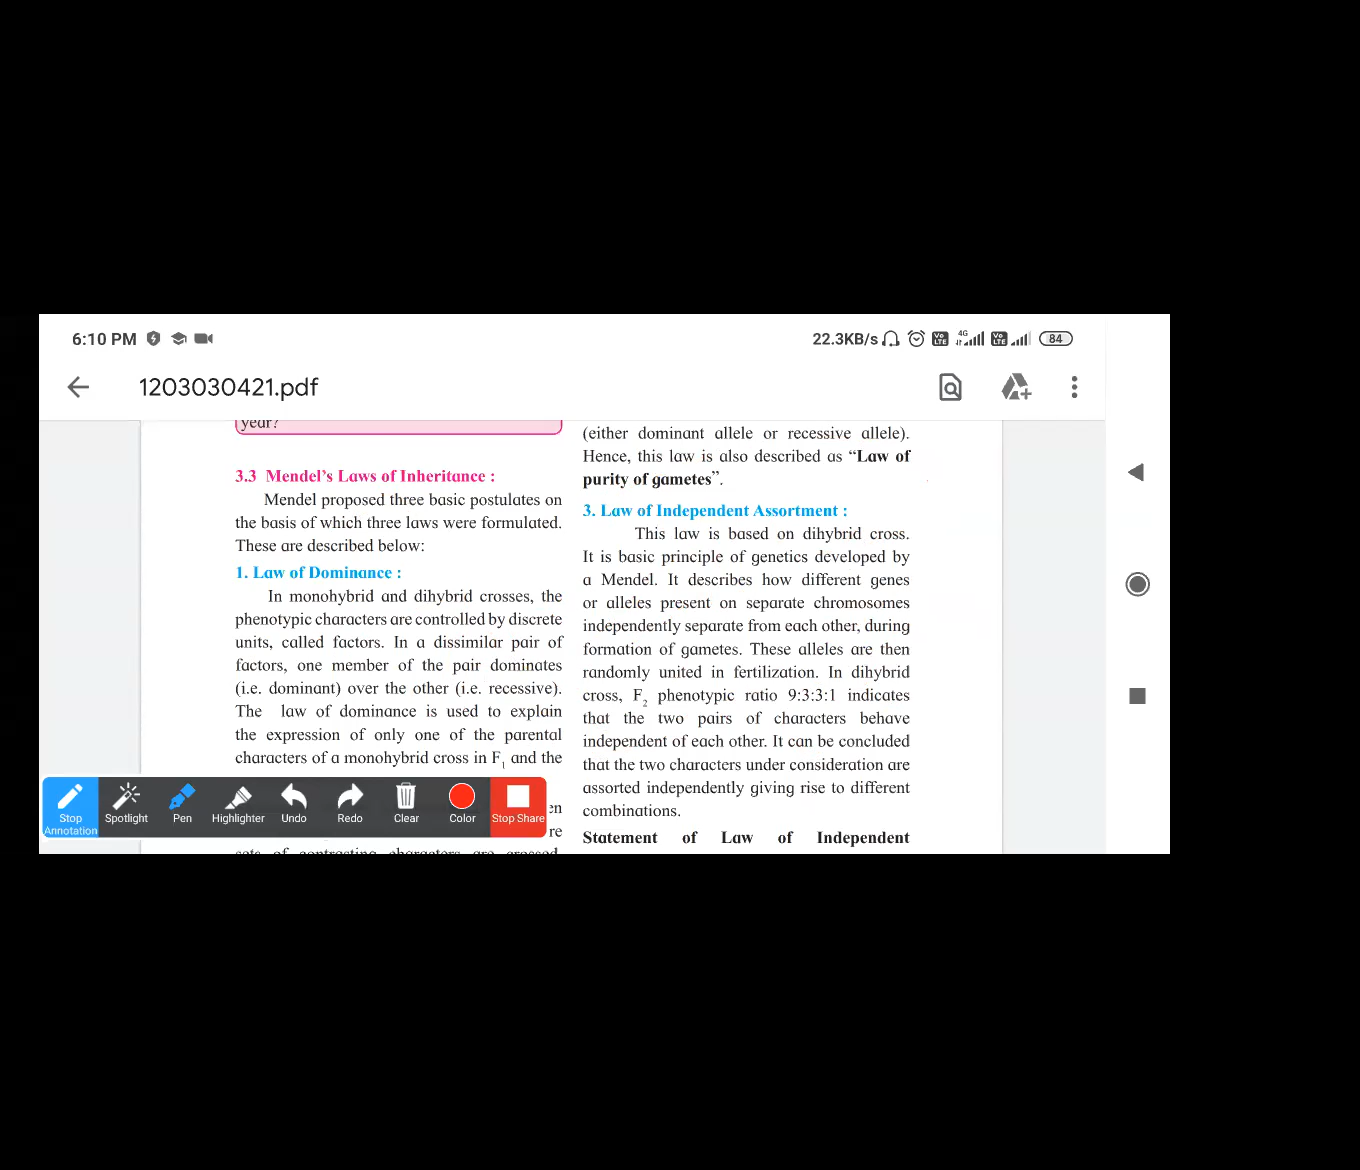 6:10 PM
22.3KB/s
Vo LTE
4G
Vo LTE
84
1203030421.pdf
year?
3.3 Mendel's Laws of Inheritance :
Mendel proposed three basic postulates on
the basis of which three laws were formulated.
These are described below:
1. Law of Dominance :
In monohybrid and dihybrid crosses, the
phenotypic characters are controlled by discrete
units, called factors. In a dissimilar pair of
factors, one member of the pair dominates
(i.e. dominant) over the other (i.e. recessive).
The law of dominance is used to explain
the expression of only one of the parental
characters of a monohybrid cross in F1 and the
en
re
sets of contrasting characters are crossed,
(either dominant allele or recessive allele).
Hence, this law is also described as “Law of
purity of gametes”.
3. Law of Independent Assortment :
This law is based on dihybrid cross.
It is basic principle of genetics developed by
a Mendel. It describes how different genes
or alleles present on separate chromosomes
independently separate from each other, during
formation of gametes. These alleles are then
randomly united in fertilization. In dihybrid
cross, F2 phenotypic ratio 9:3:3:1 indicates
that the two pairs of characters behave
independent of each other. It can be concluded
that the two characters under consideration are
assorted independently giving rise to different
combinations.
Statement of Law of Independent
Stop Annotation
Spotlight
Pen
Highlighter
Undo
Redo
Clear
Color
Stop Share